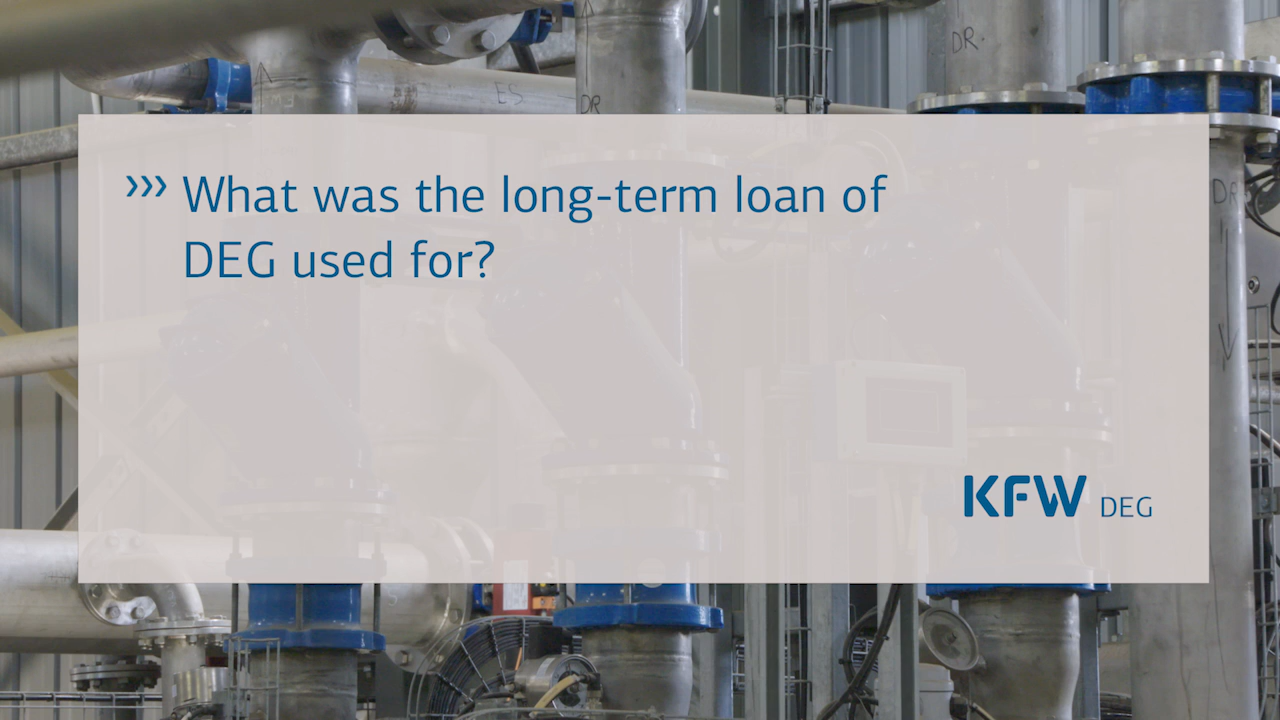 DR
ES
DR
DR
››› What was the long-term loan of
DEG used for?
KFW DEG